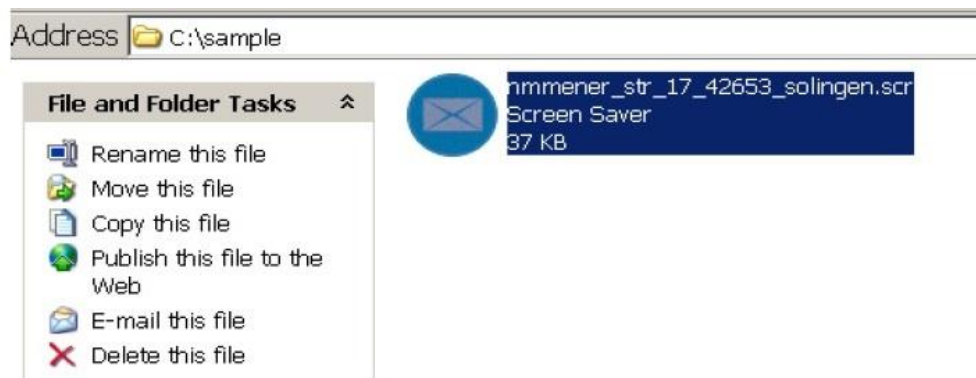 Address C:\sample
File and Folder Tasks
Rename this file
Move this file
Copy this file
Publish this file to the
Web
E-mail this file
Delete this file
nmmener_str_17_42653_solingen.scr
Screen Saver
37 KB